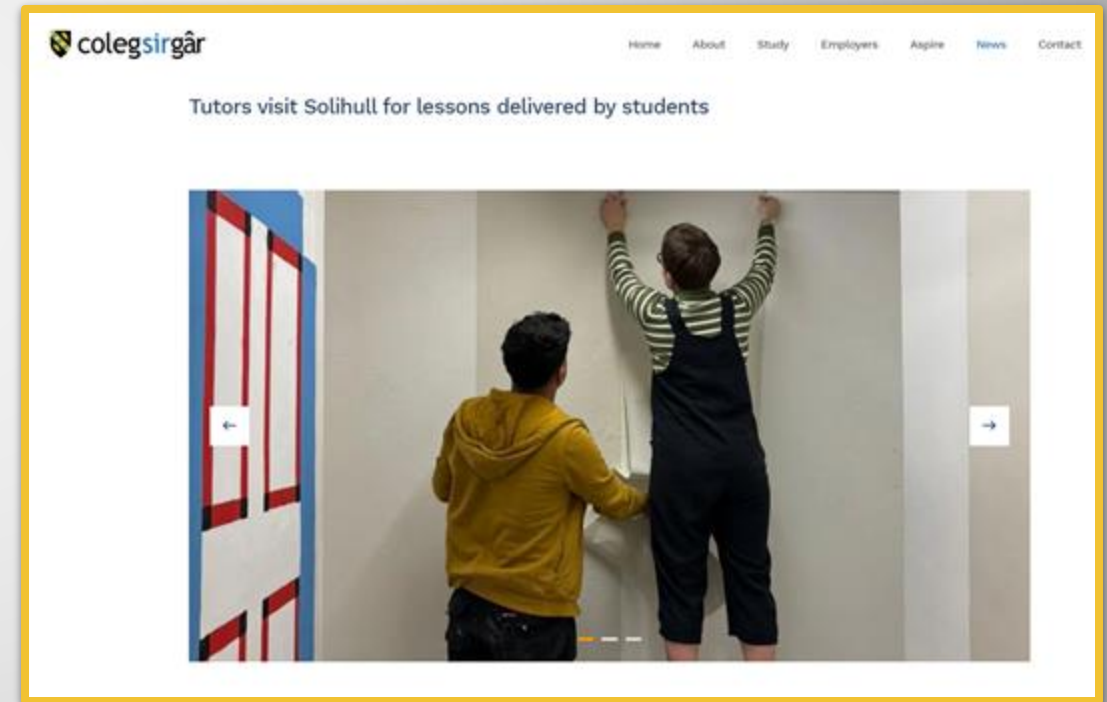 colegsirgâr
Home About Study Employers Aspire News Contact
Tutors visit Solihull for lessons delivered by students